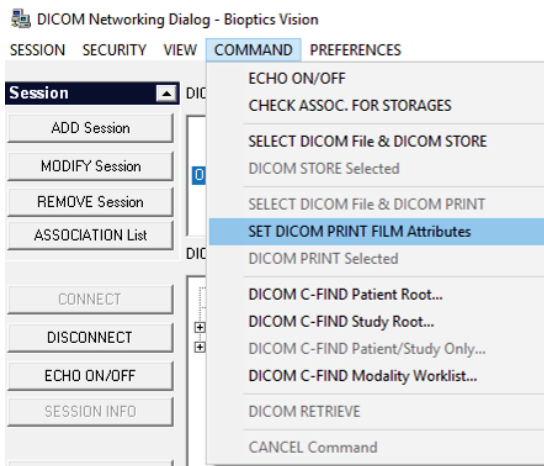 DICOM Networking Dialog - Bioptics Vision
SESSION SECURITY VIEW COMMAND PREFERENCES
Session
ADD Session
MODIFY Session
REMOVE Session
ASSOCIATION List
CONNECT
DISCONNECT
ECHO ON/OFF
SESSION INFO
ECHO ON/OFF
CHECK ASSOC. FOR STORAGES
SELECT DICOM File & DICOM STORE
DICOM STORE Selected
SELECT DICOM File & DICOM PRINT
SET DICOM PRINT FILM Attributes
DICOM PRINT Selected
DICOM C-FIND Patient Root...
DICOM C-FIND Study Root...
DICOM C-FIND Patient/Study Only...
DICOM C-FIND Modality Worklist...
DICOM RETRIEVE
CANCEL Command